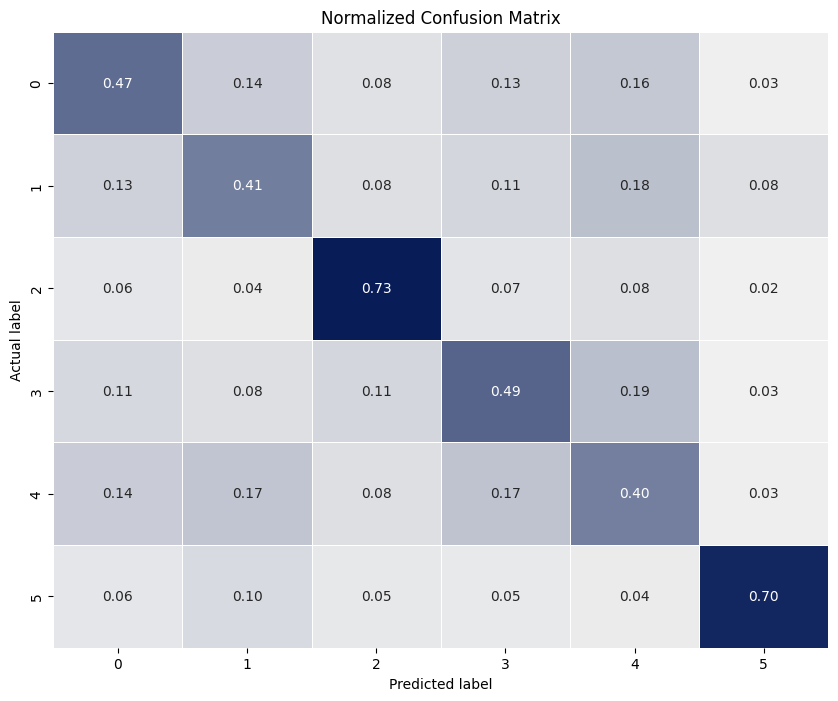 Normalized Confusion Matrix
Actual label
0 0.47 0.14 0.08 0.13 0.16 0.03
1 0.13 0.41 0.08 0.11 0.18 0.08
2 0.06 0.04 0.73 0.07 0.08 0.02
3 0.11 0.08 0.11 0.49 0.19 0.03
4 0.14 0.17 0.08 0.17 0.40 0.03
5 0.06 0.10 0.05 0.05 0.04 0.70
0 1 2 3 4 5
Predicted label